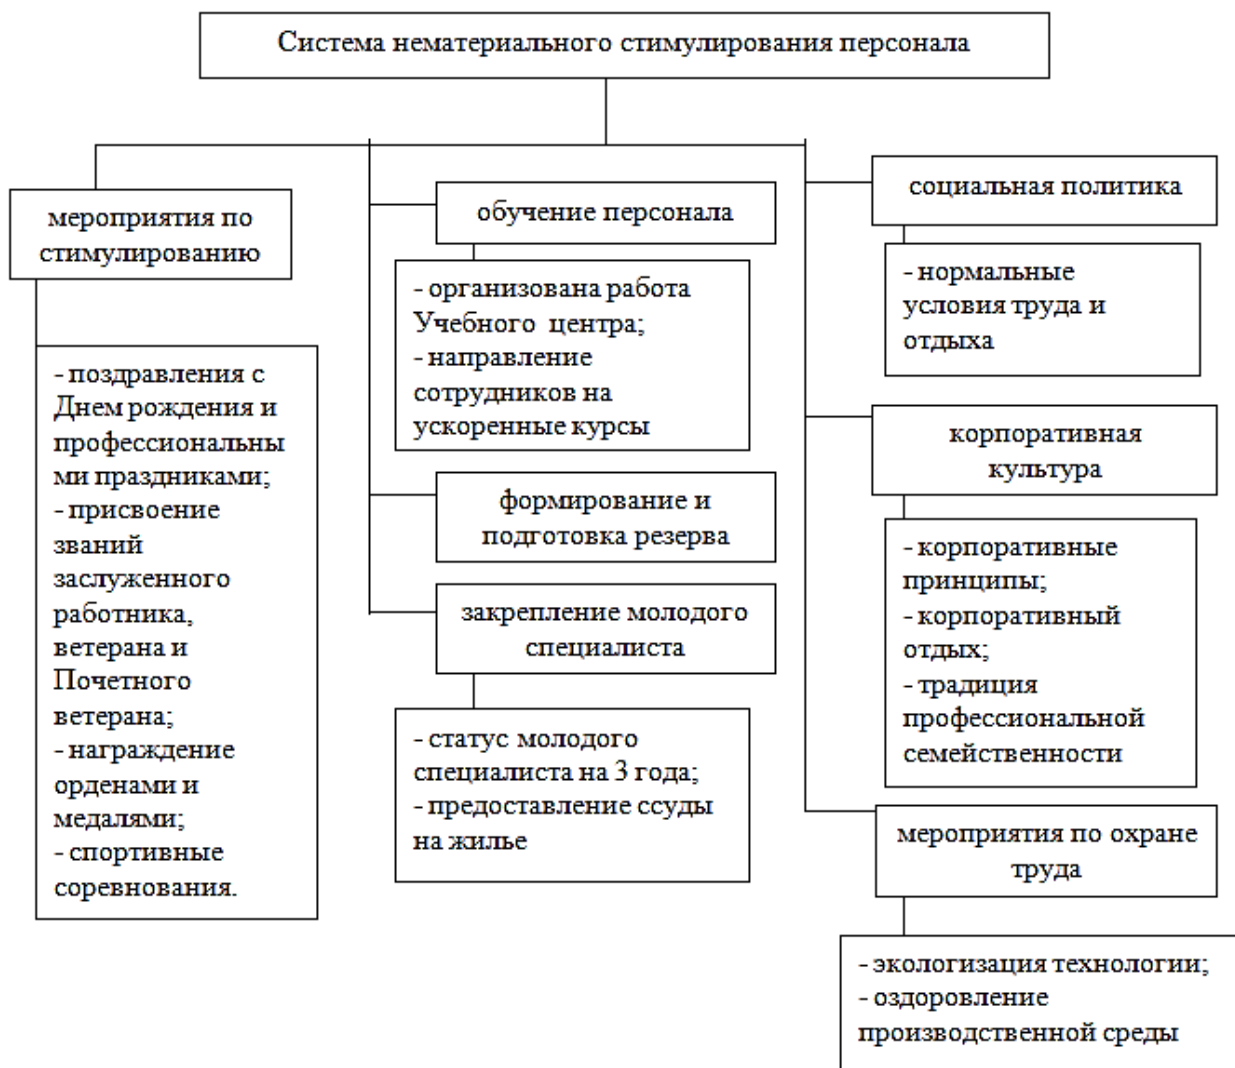 Система нематериального стимулирования персонала
мероприятия по
стимулированию
- поздравления с
Днем рождения и
профессиональны
ми праздниками;
- присвоение
званий
заслуженного
работника,
ветерана и
Почетного
ветерана;
- награждение
орденами и
медалями;
- спортивные
соревнования.
обучение персонала
- организована работа
Учебного центра;
- направление
сотрудников на
ускоренные курсы
формирование и
подготовка резерва
закрепление молодого
специалиста
- статус молодого
специалиста на 3 года;
- предоставление ссуды
на жилье
социальная политика
- нормальные
условия труда и
отдыха
корпоративная
культура
- корпоративные
принципы;
- корпоративный
отдых;
- традиция
профессиональной
семейственности
мероприятия по охране
труда
- экологизация технологии;
- оздоровление
производственной среды